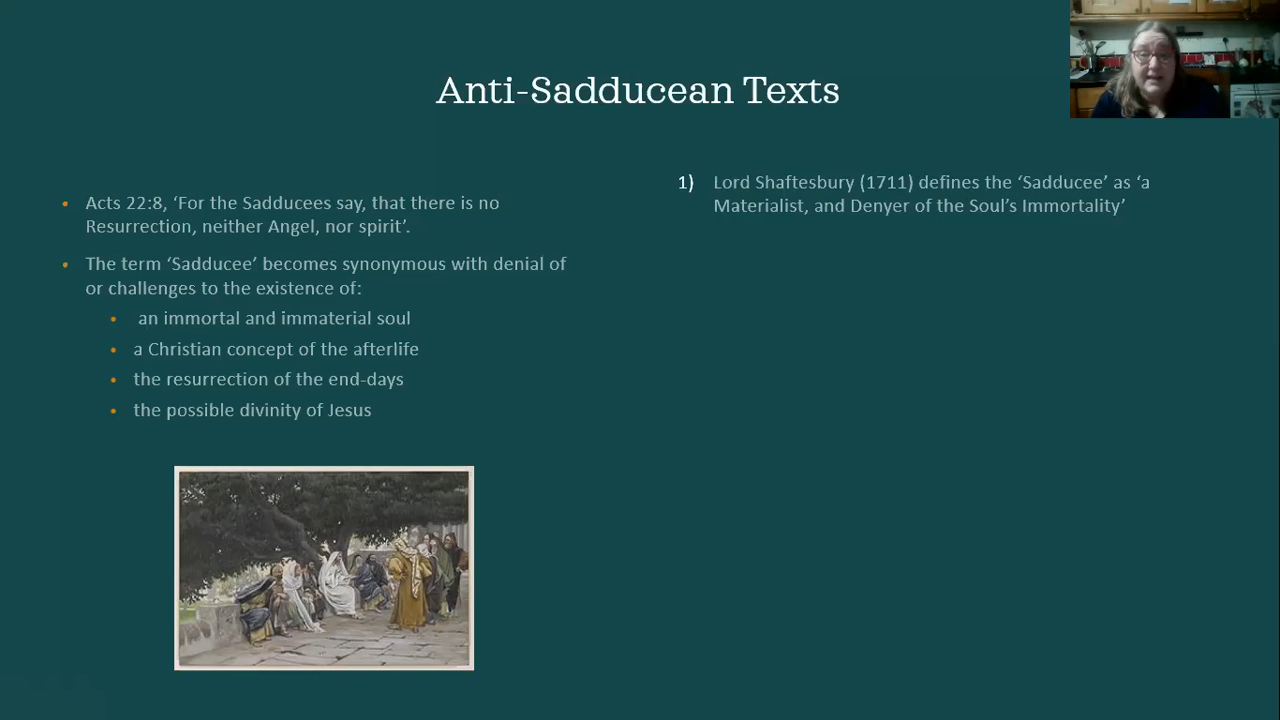 Anti-Sadducean Texts
Acts 22:8, ‘For the Sadducees say, that there is no
Resurrection, neither Angel, nor spirit’.
The term ‘Sadducee’ becomes synonymous with denial of
or challenges to the existence of:
an immortal and immaterial soul
a Christian concept of the afterlife
the resurrection of the end-days
the possible divinity of Jesus
1) Lord Shaftesbury (1711) defines the ‘Sadducee’ as ‘a
Materialist, and Denyer of the Soul’s Immortality’